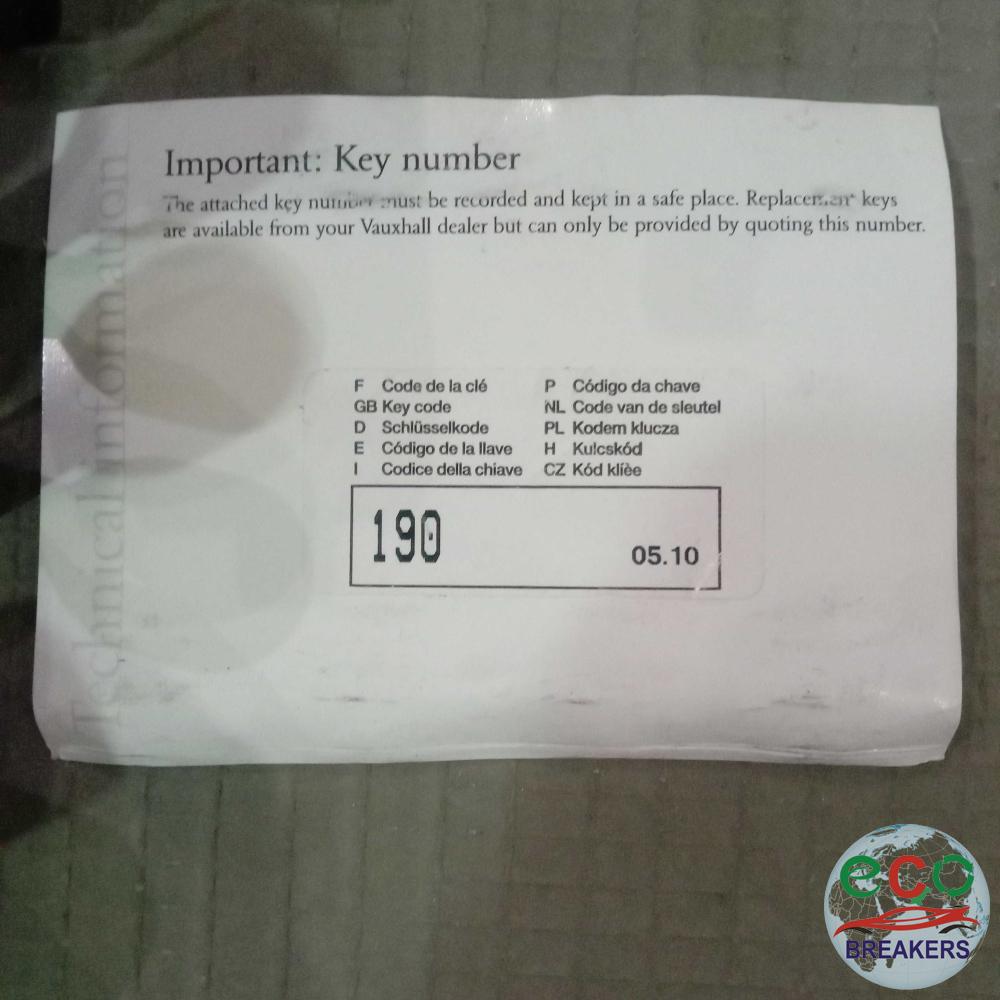 Important: Key number
The attached key number must be recorded and kept in a safe place. Replacement keys
are available from your Vauxhall dealer but can only be provided by quoting this number.
Technical information
F Code de la clé
GB Key code
D Schlüsselkode
E Código de la llave
I Codice della chiave
P Código da chave
NL Code van de sleutel
PL Kodem klucza
H Kulcskód
CZ Kód klíèe
190
05.10
eco
BREAKERS